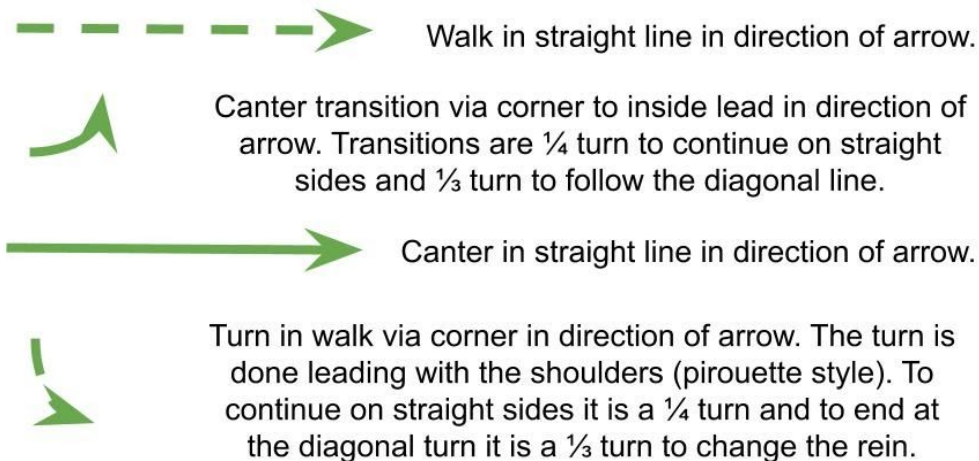 Walk in straight line in direction of arrow.
Canter transition via corner to inside lead in direction of
arrow. Transitions are ¼ turn to continue on straight
sides and ⅓ turn to follow the diagonal line.
Canter in straight line in direction of arrow.
Turn in walk via corner in direction of arrow. The turn is
done leading with the shoulders (pirouette style). To
continue on straight sides it is a ¼ turn and to end at
the diagonal turn it is a ⅓ turn to change the rein.